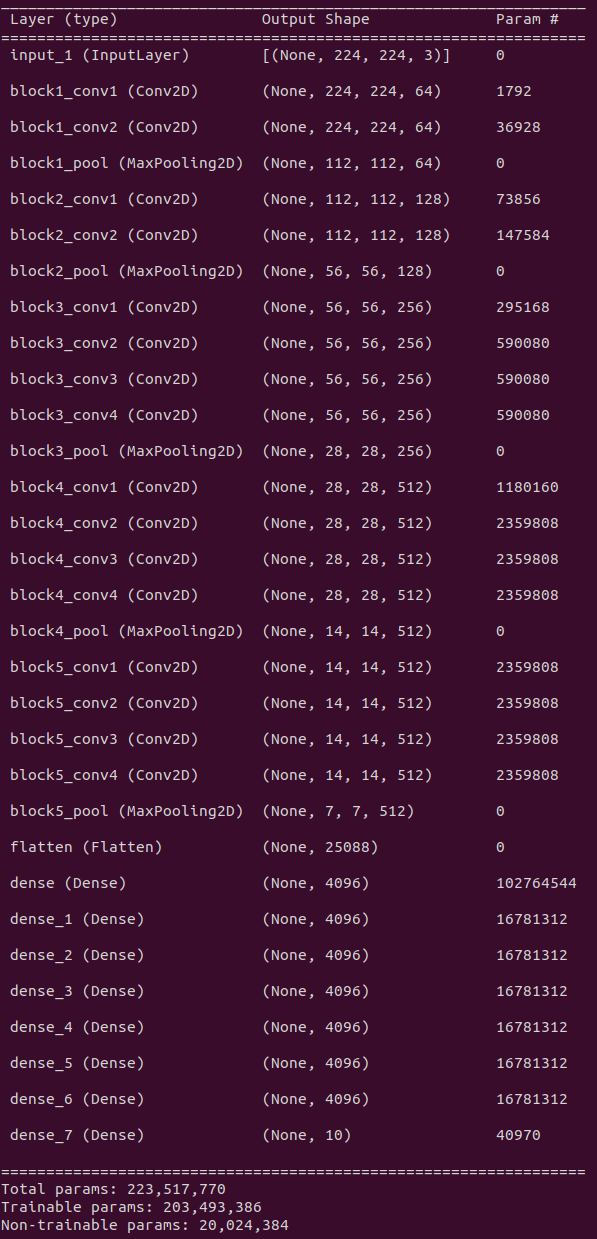 Layer (type) Output Shape Param #
=================================================================
input_1 (InputLayer) [(None, 224, 224, 3)] 0
block1_conv1 (Conv2D) (None, 224, 224, 64) 1792
block1_conv2 (Conv2D) (None, 224, 224, 64) 36928
block1_pool (MaxPooling2D) (None, 112, 112, 64) 0
block2_conv1 (Conv2D) (None, 112, 112, 128) 73856
block2_conv2 (Conv2D) (None, 112, 112, 128) 147584
block2_pool (MaxPooling2D) (None, 56, 56, 128) 0
block3_conv1 (Conv2D) (None, 56, 56, 256) 295168
block3_conv2 (Conv2D) (None, 56, 56, 256) 590080
block3_conv3 (Conv2D) (None, 56, 56, 256) 590080
block3_conv4 (Conv2D) (None, 56, 56, 256) 590080
block3_pool (MaxPooling2D) (None, 28, 28, 256) 0
block4_conv1 (Conv2D) (None, 28, 28, 512) 1180160
block4_conv2 (Conv2D) (None, 28, 28, 512) 2359808
block4_conv3 (Conv2D) (None, 28, 28, 512) 2359808
block4_conv4 (Conv2D) (None, 28, 28, 512) 2359808
block4_pool (MaxPooling2D) (None, 14, 14, 512) 0
block5_conv1 (Conv2D) (None, 14, 14, 512) 2359808
block5_conv2 (Conv2D) (None, 14, 14, 512) 2359808
block5_conv3 (Conv2D) (None, 14, 14, 512) 2359808
block5_conv4 (Conv2D) (None, 14, 14, 512) 2359808
block5_pool (MaxPooling2D) (None, 7, 7, 512) 0
flatten (Flatten) (None, 25088) 0
dense (Dense) (None, 4096) 102764544
dense_1 (Dense) (None, 4096) 16781312
dense_2 (Dense) (None, 4096) 16781312
dense_3 (Dense) (None, 4096) 16781312
dense_4 (Dense) (None, 4096) 16781312
dense_5 (Dense) (None, 4096) 16781312
dense_6 (Dense) (None, 4096) 16781312
dense_7 (Dense) (None, 10) 40970
=================================================================
Total params: 223,517,770
Trainable params: 203,493,386
Non-trainable params: 20,024,384